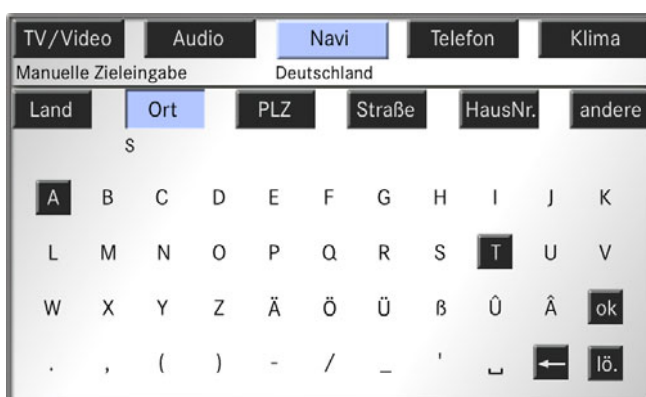 TV/Video Audio Navi Telefon Klima
Manuelle Zieleingabe Deutschland
Land Ort PLZ Straße HausNr. andere
S
A B C D E F G H I J K
L M N O P Q R S T U V
W X Y Z Ä Ö Ü ß Û Â ok
. , ( ) - / _ ' ␣ ← lö.